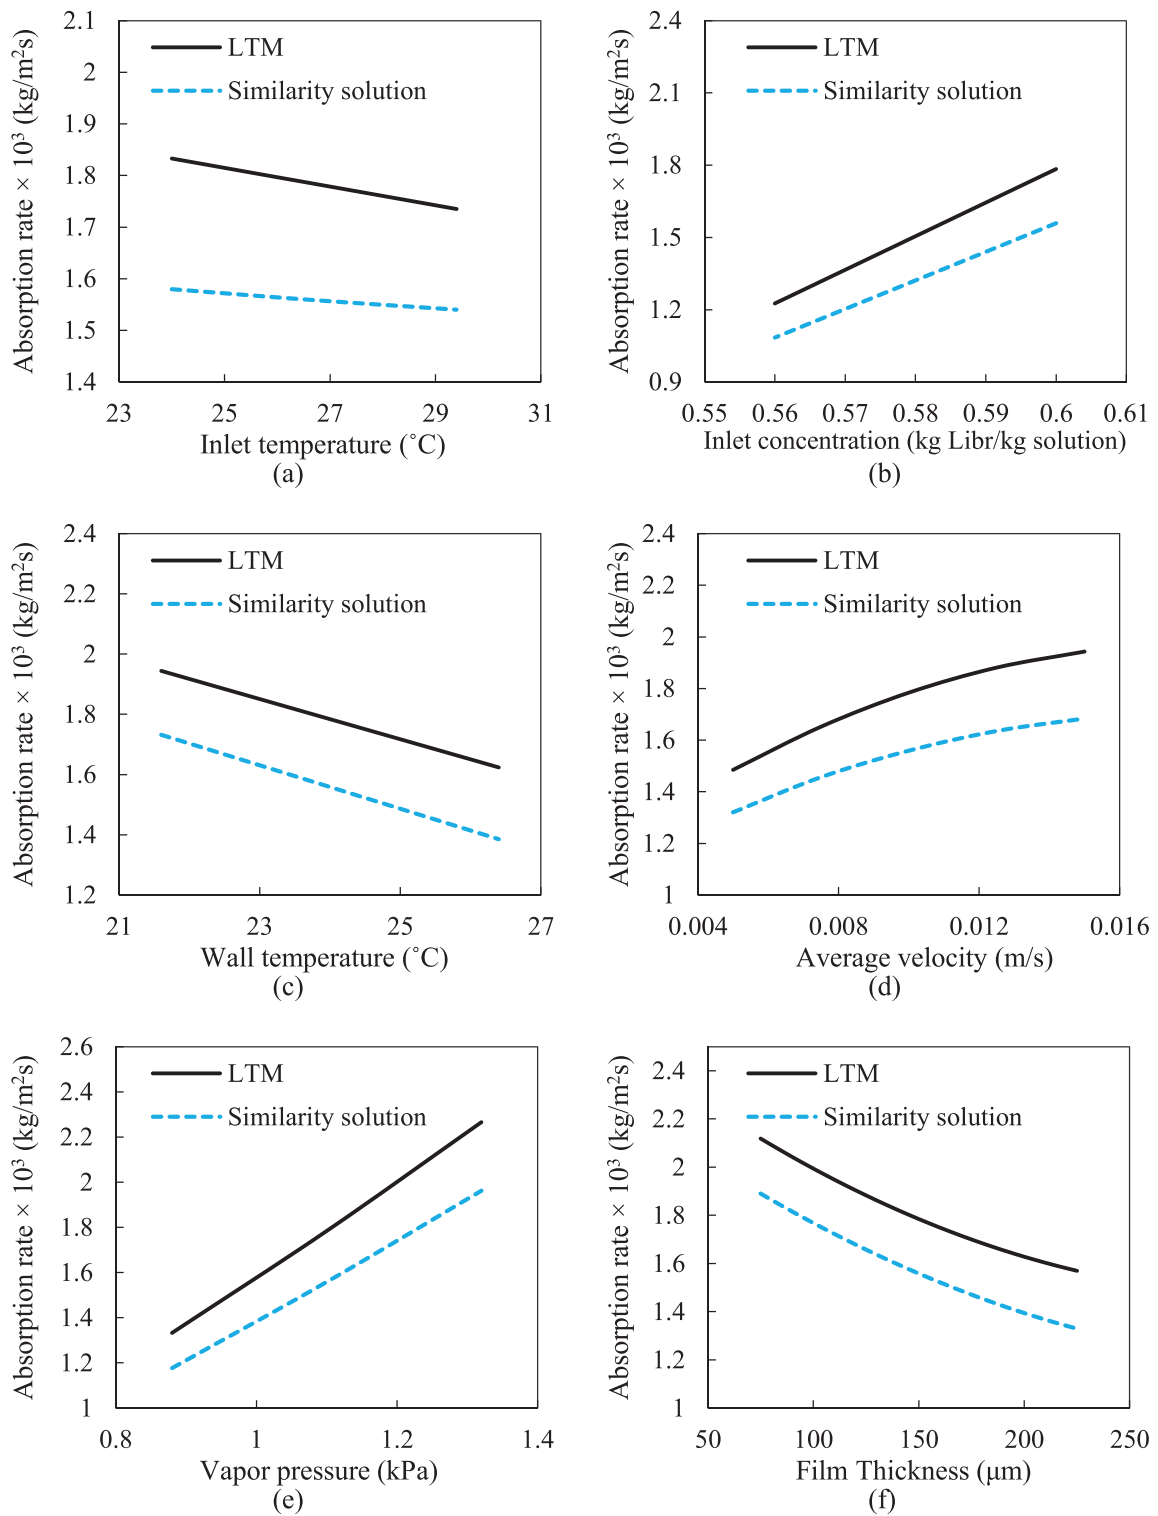 2.1
2
1.9
1.8
1.7
1.6
1.5
1.4
Absorption rate × 10³ (kg/m²s)
LTM
Similarity solution
23 25 27 29 31
Inlet temperature (˚C)
(a)
2.4
2.1
1.8
1.5
1.2
0.9
Absorption rate × 10³ (kg/m²s)
LTM
Similarity solution
0.55 0.56 0.57 0.58 0.59 0.6 0.61
Inlet concentration (kg Libr/kg solution)
(b)
2.4
2.2
2
1.8
1.6
1.4
1.2
Absorption rate × 10³ (kg/m²s)
LTM
Similarity solution
21 23 25 27
Wall temperature (˚C)
(c)
2.4
2.2
2
1.8
1.6
1.4
1.2
1
Absorption rate × 10³ (kg/m²s)
LTM
Similarity solution
0.004 0.008 0.012 0.016
Average velocity (m/s)
(d)
2.6
2.4
2.2
2
1.8
1.6
1.4
1.2
1
Absorption rate × 10³ (kg/m²s)
LTM
Similarity solution
0.8 1 1.2 1.4
Vapor pressure (kPa)
(e)
2.4
2.2
2
1.8
1.6
1.4
1.2
1
Absorption rate × 10³ (kg/m²s)
LTM
Similarity solution
50 100 150 200 250
Film Thickness (µm)
(f)